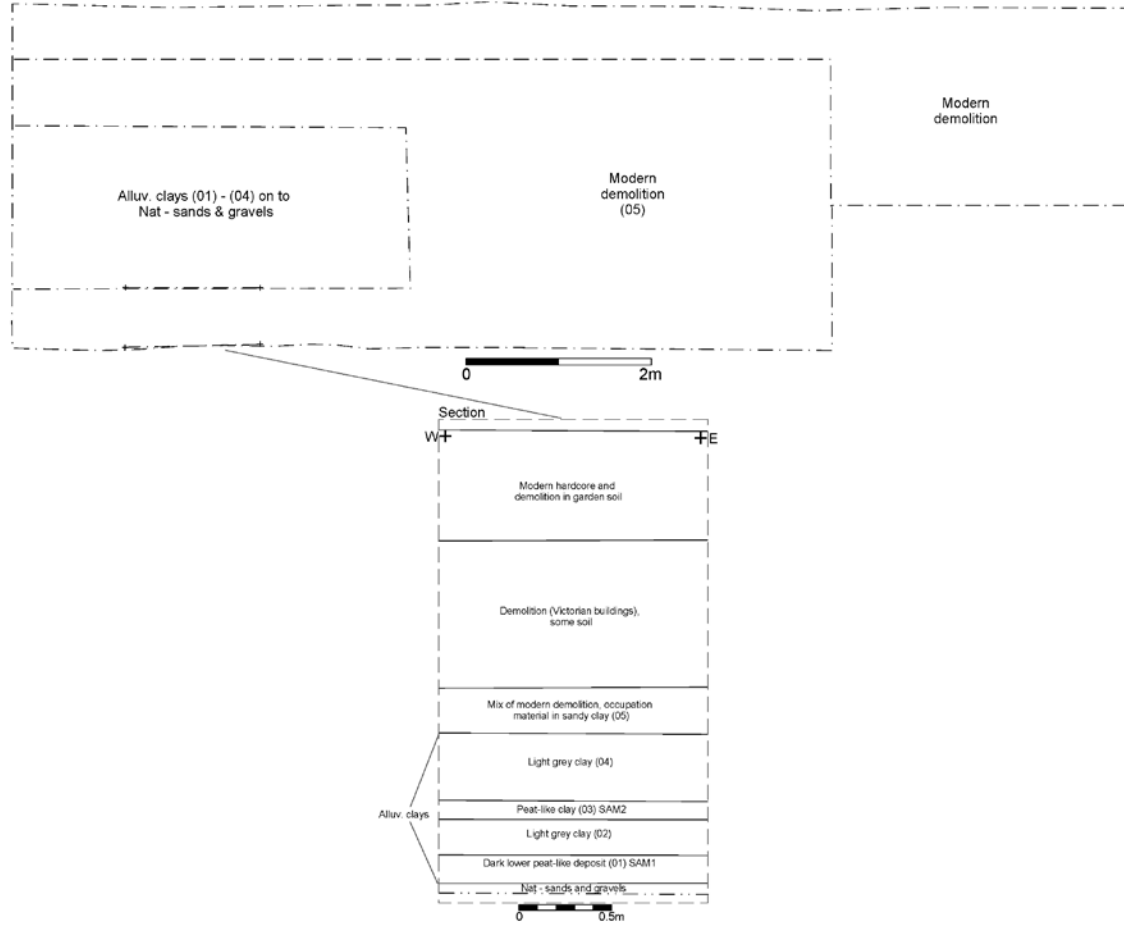 Modern
demolition
Alluv. clays (01) - (04) on to
Nat - sands & gravels
Modern
demolition
(05)
0 2m
Section
W E
Modern hardcore and
demolition in garden soil
Demolition (Victorian buildings),
some soil
Mix of modern demolition, occupation
material in sandy clay (05)
Light grey clay (04)
Alluv. clays
Peat-like clay (03) SAM2
Light grey clay (02)
Dark lower peat-like deposit (01) SAM1
Nat - sands and gravels
0 0.5m